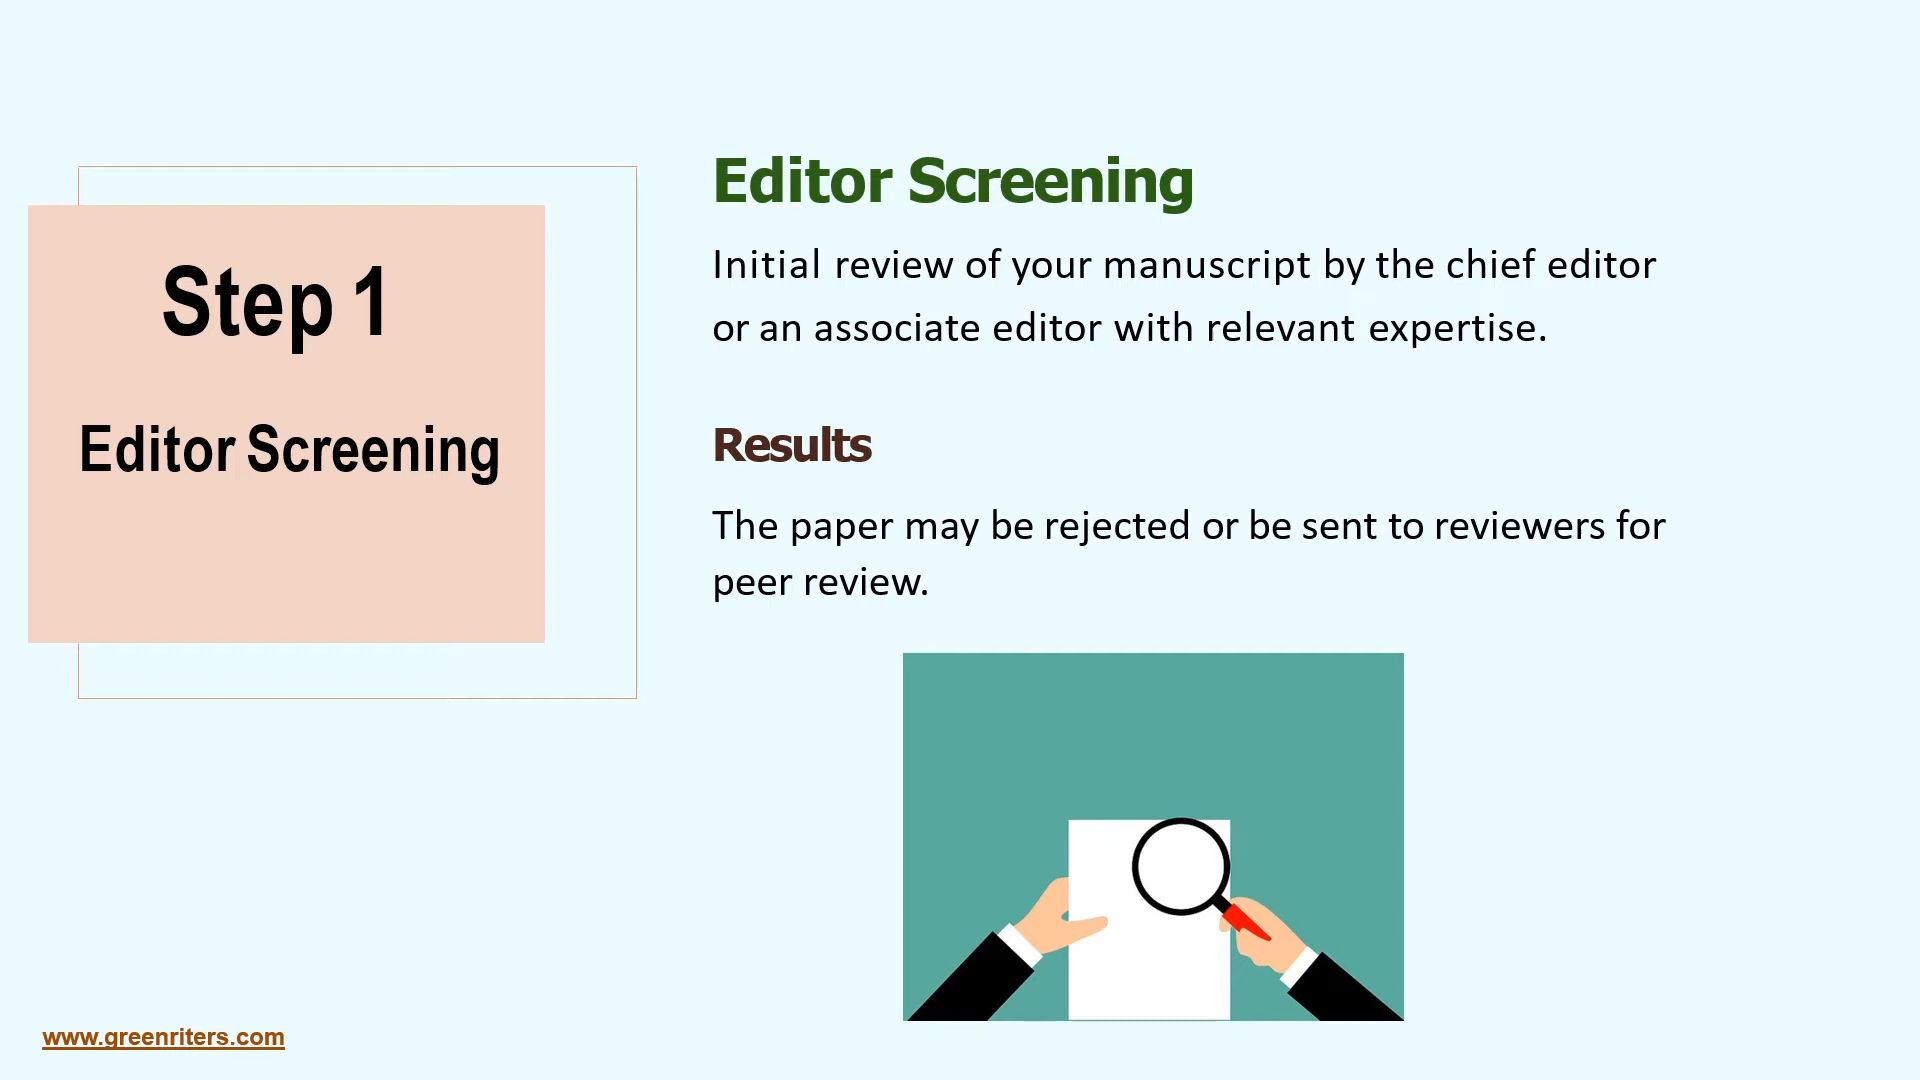 Step 1
Editor Screening
Editor Screening
Initial review of your manuscript by the chief editor
or an associate editor with relevant expertise.
Results
The paper may be rejected or be sent to reviewers for
peer review.
www.greenriters.com